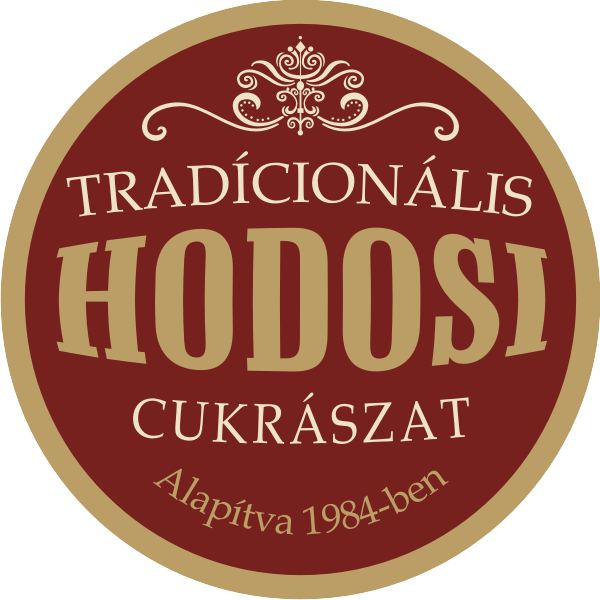 TRADÍCIONÁLIS
HODOSI
CUKRÁSZAT
Alapítva 1984-ben